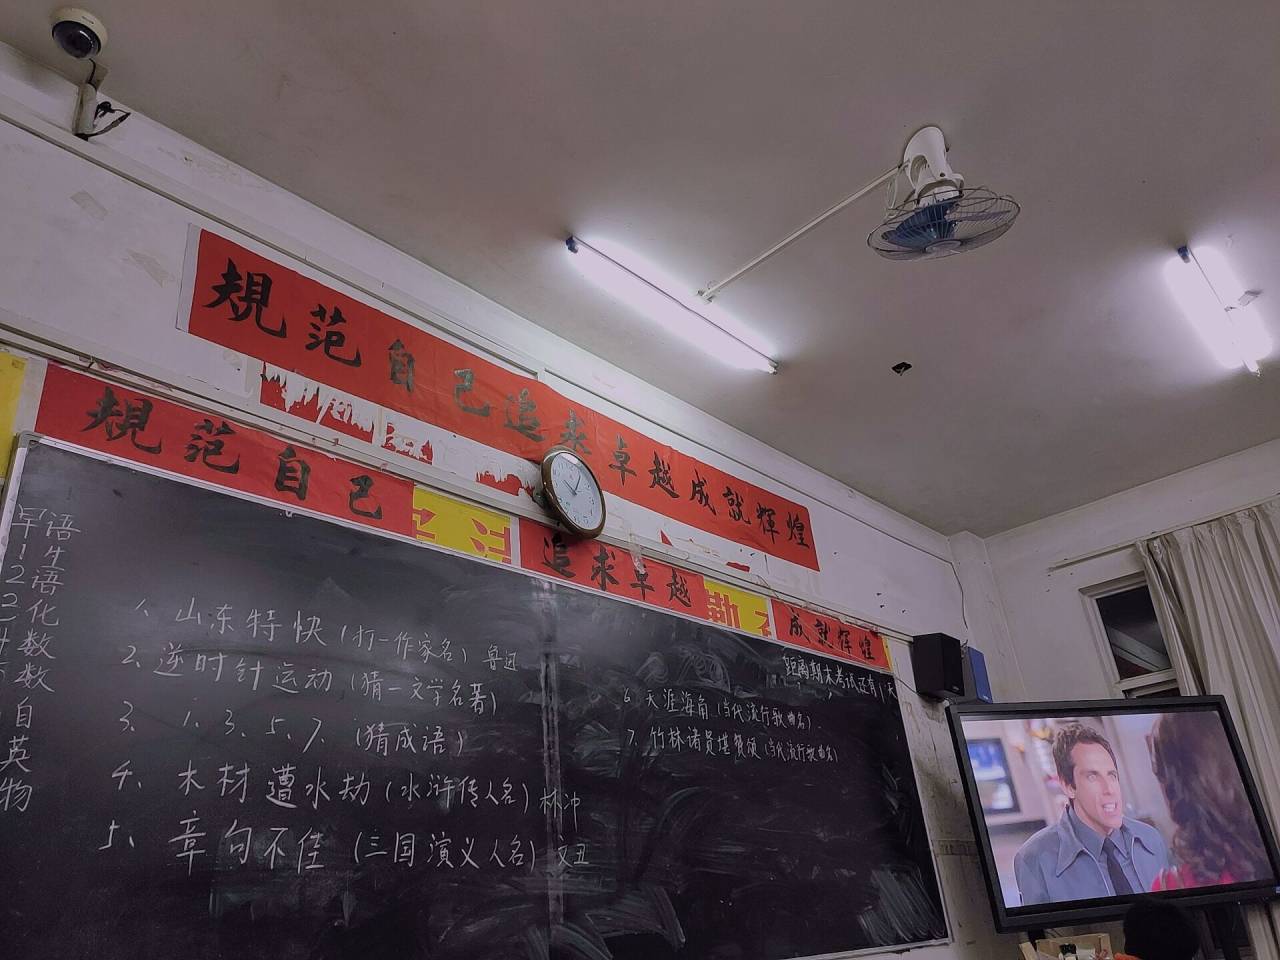 規范自己追求卓越成就辉煌
規范自己
追求卓越
成就辉煌
早语
1生
2语
化
数
数
自
英
物
1、山东特快(打一作家名)鲁迅
2、逆时针运动(猜一文学名著)
3、1、3、5、7、(猜成语)
4、木材遭水劫(水浒传人名)林冲
5、章句不佳(三国演义人名)文丑
距离期末考试还有1天
6、天涯海角(当代流行歌曲名)
7、竹林诸员堪赞颂(当代流行歌曲名)